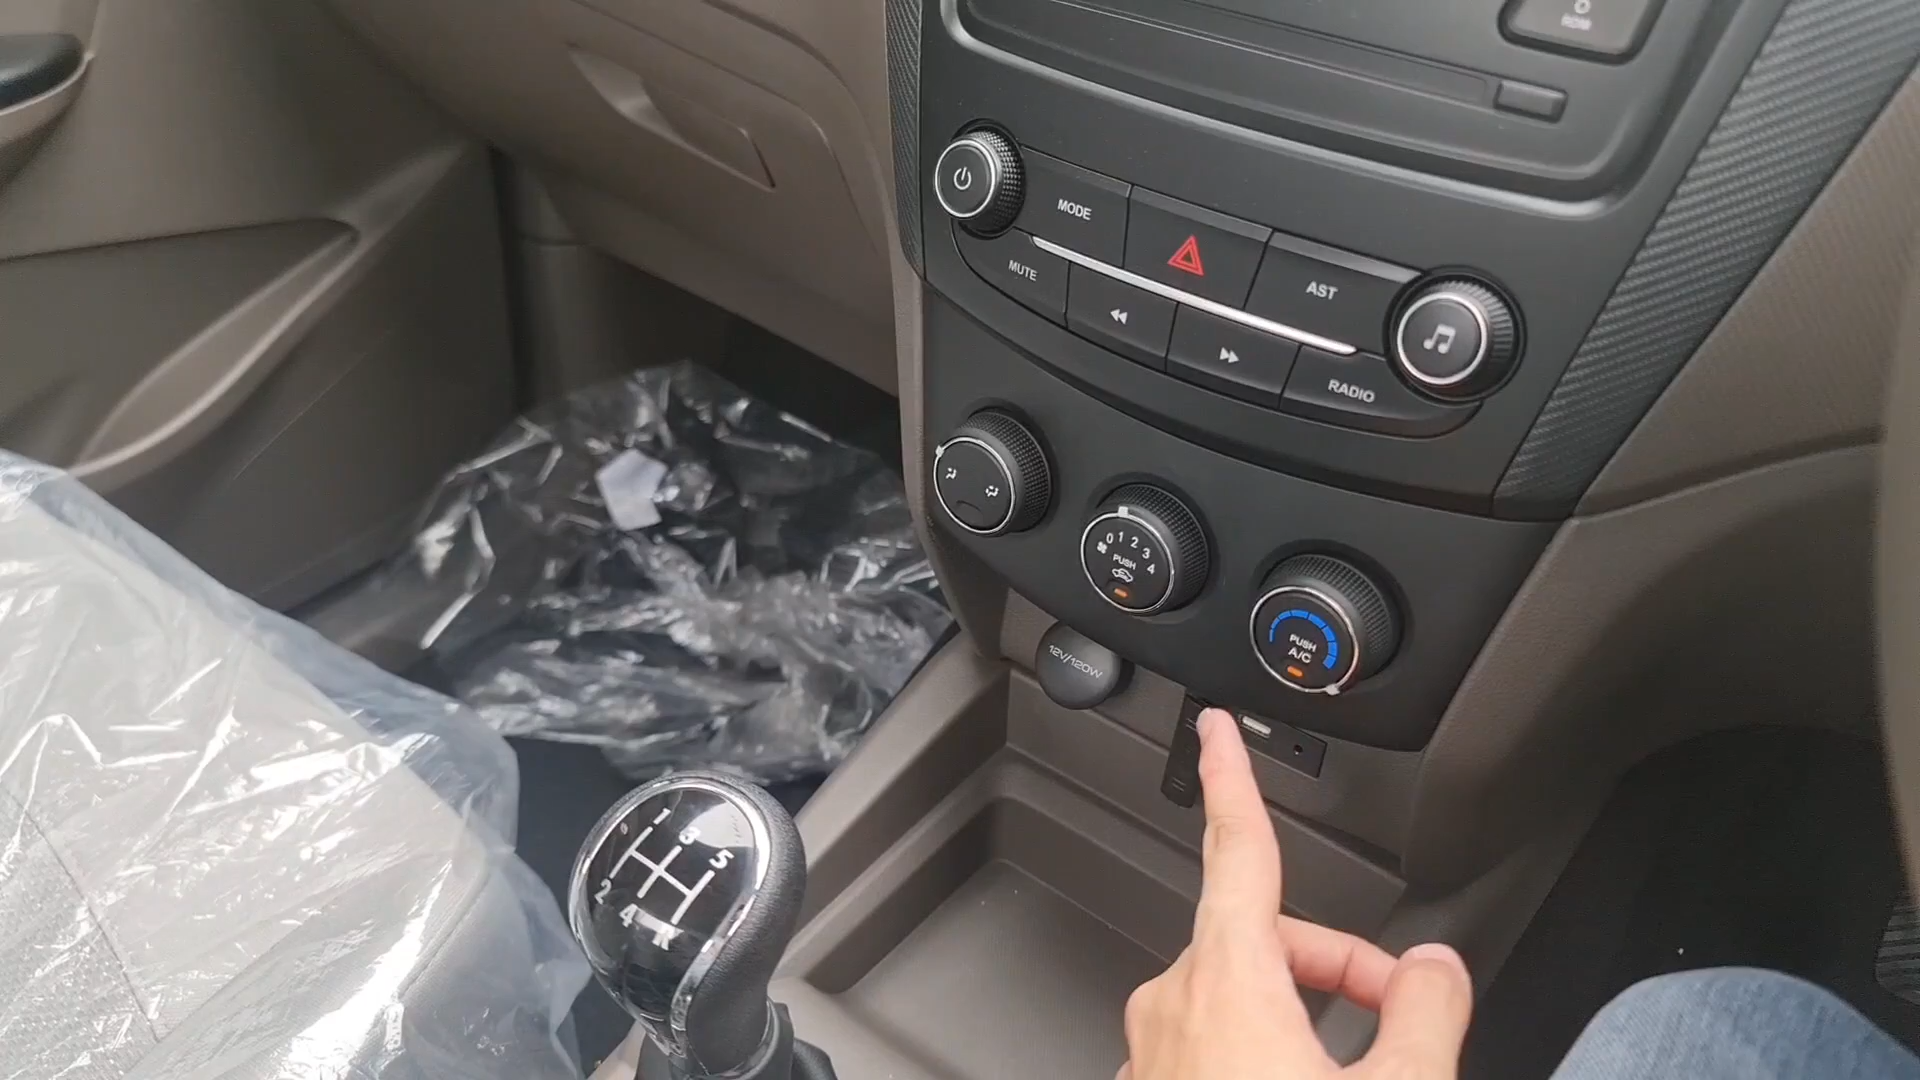 MODE
MUTE
AST
RADIO
0 1 2 3 4
PUSH
PUSH
A/C
12V/120W
1 3 5
2 4 R